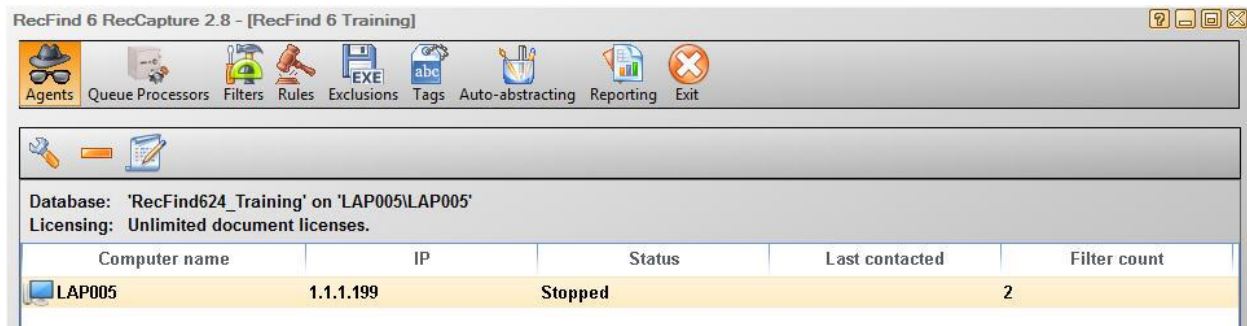 RecFind 6 RecCapture 2.8 - [RecFind 6 Training]
EXE
abc
Agents Queue Processors Filters Rules Exclusions Tags Auto-abstracting Reporting Exit
Database: 'RecFind624_Training' on 'LAP005\LAP005'
Licensing: Unlimited document licenses.
Computer name IP Status Last contacted Filter count
LAP005 1.1.1.199 Stopped 2